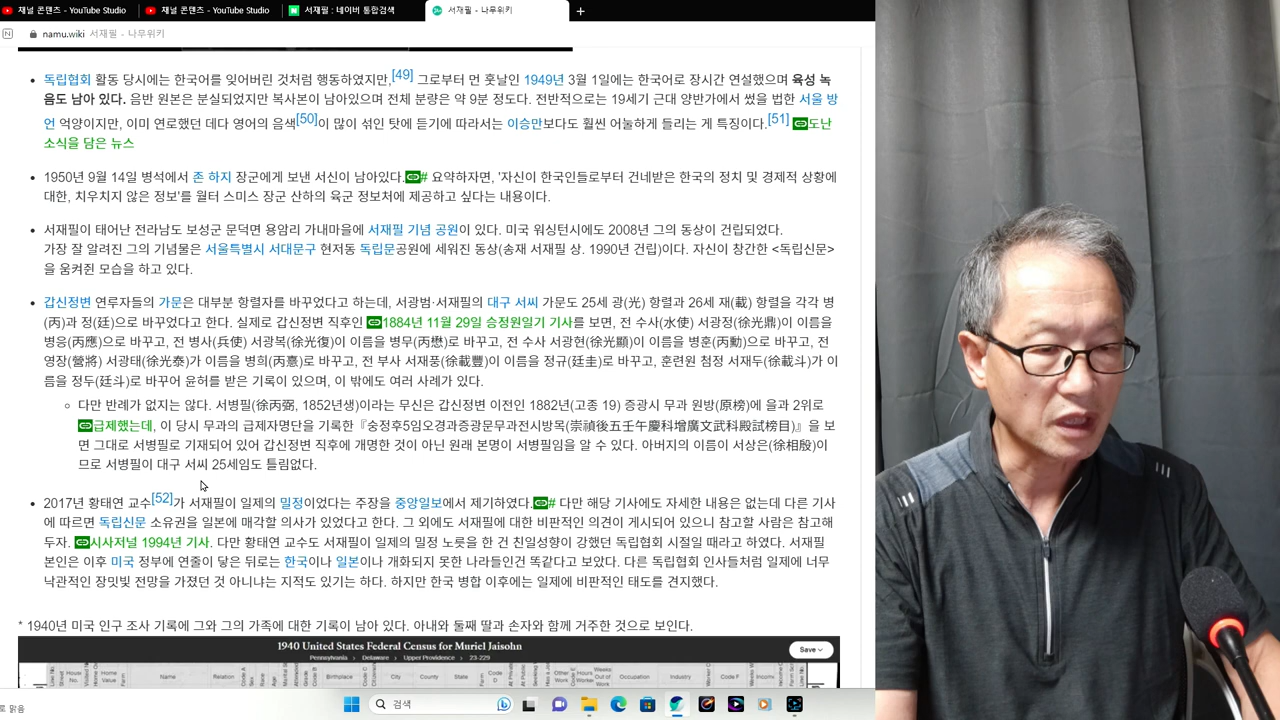 채널 콘텐츠 - YouTube Studio
채널 콘텐츠 - YouTube Studio
서재필 : 네이버 통합검색
서재필 - 나무위키
namu.wiki 서재필 - 나무위키
독립협회 활동 당시에는 한국어를 잊어버린 것처럼 행동하였지만,[49] 그로부터 먼 훗날인 1949년 3월 1일에는 한국어로 장시간 연설했으며 육성 녹
음도 남아 있다. 음반 원본은 분실되었지만 복사본이 남아있으며 전체 분량은 약 9분 정도다. 전반적으로는 19세기 근대 양반가에서 썼을 법한 서울 방
언 억양이지만, 이미 연로했던 데다 영어의 음색[50]이 많이 섞인 탓에 듣기에 따라서는 이승만보다도 훨씬 어눌하게 들리는 게 특징이다.[51] 도난
소식을 담은 뉴스
1950년 9월 14일 병석에서 존 하지 장군에게 보낸 서신이 남아있다.# 요약하자면, '자신이 한국인들로부터 건네받은 한국의 정치 및 경제적 상황에
대한, 치우치지 않은 정보'를 월터 스미스 장군 산하의 육군 정보처에 제공하고 싶다는 내용이다.
서재필이 태어난 전라남도 보성군 문덕면 용암리 가내마을에 서재필 기념 공원이 있다. 미국 워싱턴시에도 2008년 그의 동상이 건립되었다.
가장 잘 알려진 그의 기념물은 서울특별시 서대문구 현저동 독립문공원에 세워진 동상(송재 서재필 상. 1990년 건립)이다. 자신이 창간한 <독립신문>
을 움켜쥔 모습을 하고 있다.
갑신정변 연루자들의 가문은 대부분 항렬자를 바꾸었다고 하는데, 서광범·서재필의 대구 서씨 가문도 25세 광(光) 항렬과 26세 재(載) 항렬을 각각 병
(丙)과 정(廷)으로 바꾸었다고 한다. 실제로 갑신정변 직후인 1884년 11월 29일 승정원일기 기사를 보면, 전 수사(水使) 서광정(徐光鼎)이 이름을
병응(丙應)으로 바꾸고, 전 병사(兵使) 서광복(徐光復)이 이름을 병무(丙懋)로 바꾸고, 전 수사 서광현(徐光顯)이 이름을 병훈(丙勳)으로 바꾸고, 전
영장(營將) 서광태(徐光泰)가 이름을 병희(丙憙)로 바꾸고, 전 부사 서재풍(徐載豐)이 이름을 정규(廷圭)로 바꾸고, 훈련원 첨정 서재두(徐載斗)가 이
름을 정두(廷斗)로 바꾸어 윤허를 받은 기록이 있으며, 이 밖에도 여러 사례가 있다.
다만 반례가 없지는 않다. 서병필(徐丙弼, 1852년생)이라는 무신은 갑신정변 이전인 1882년(고종 19) 증광시 무과 원방(原榜)에 을과 2위로
급제했는데, 이 당시 무과의 급제자명단을 기록한『숭정후5임오경과증광문무과전시방목(崇禎後五壬午慶科增廣文武科殿試榜目)』을 보
면 그대로 서병필로 기재되어 있어 갑신정변 직후에 개명한 것이 아닌 원래 본명이 서병필임을 알 수 있다. 아버지의 이름이 서상은(徐相殷)이
므로 서병필이 대구 서씨 25세임도 틀림없다.
2017년 황태연 교수[52]가 서재필이 일제의 밀정이었다는 주장을 중앙일보에서 제기하였다.# 다만 해당 기사에도 자세한 내용은 없는데 다른 기사
에 따르면 독립신문 소유권을 일본에 매각할 의사가 있었다고 한다. 그 외에도 서재필에 대한 비판적인 의견이 게시되어 있으니 참고할 사람은 참고해
두자. 시사저널 1994년 기사. 다만 황태연 교수도 서재필이 일제의 밀정 노릇을 한 건 친일성향이 강했던 독립협회 시절일 때라고 하였다. 서재필
본인은 이후 미국 정부에 연줄이 닿은 뒤로는 한국이나 일본이나 개화되지 못한 나라들인건 똑같다고 보았다. 다른 독립협회 인사들처럼 일제에 너무
낙관적인 장밋빛 전망을 가졌던 것 아니냐는 지적도 있기는 하다. 하지만 한국 병합 이후에는 일제에 비판적인 태도를 견지했다.
* 1940년 미국 인구 조사 기록에 그와 그의 가족에 대한 기록이 남아 있다. 아내와 둘째 딸과 손자와 함께 거주한 것으로 보인다.
1940 United States Federal Census for Muriel Jaisohn
Pennsylvania › Delaware › Upper Providence › 23-229
Save
Name Relation Birthplace City County State Occupation Industry Income
검색
맑음